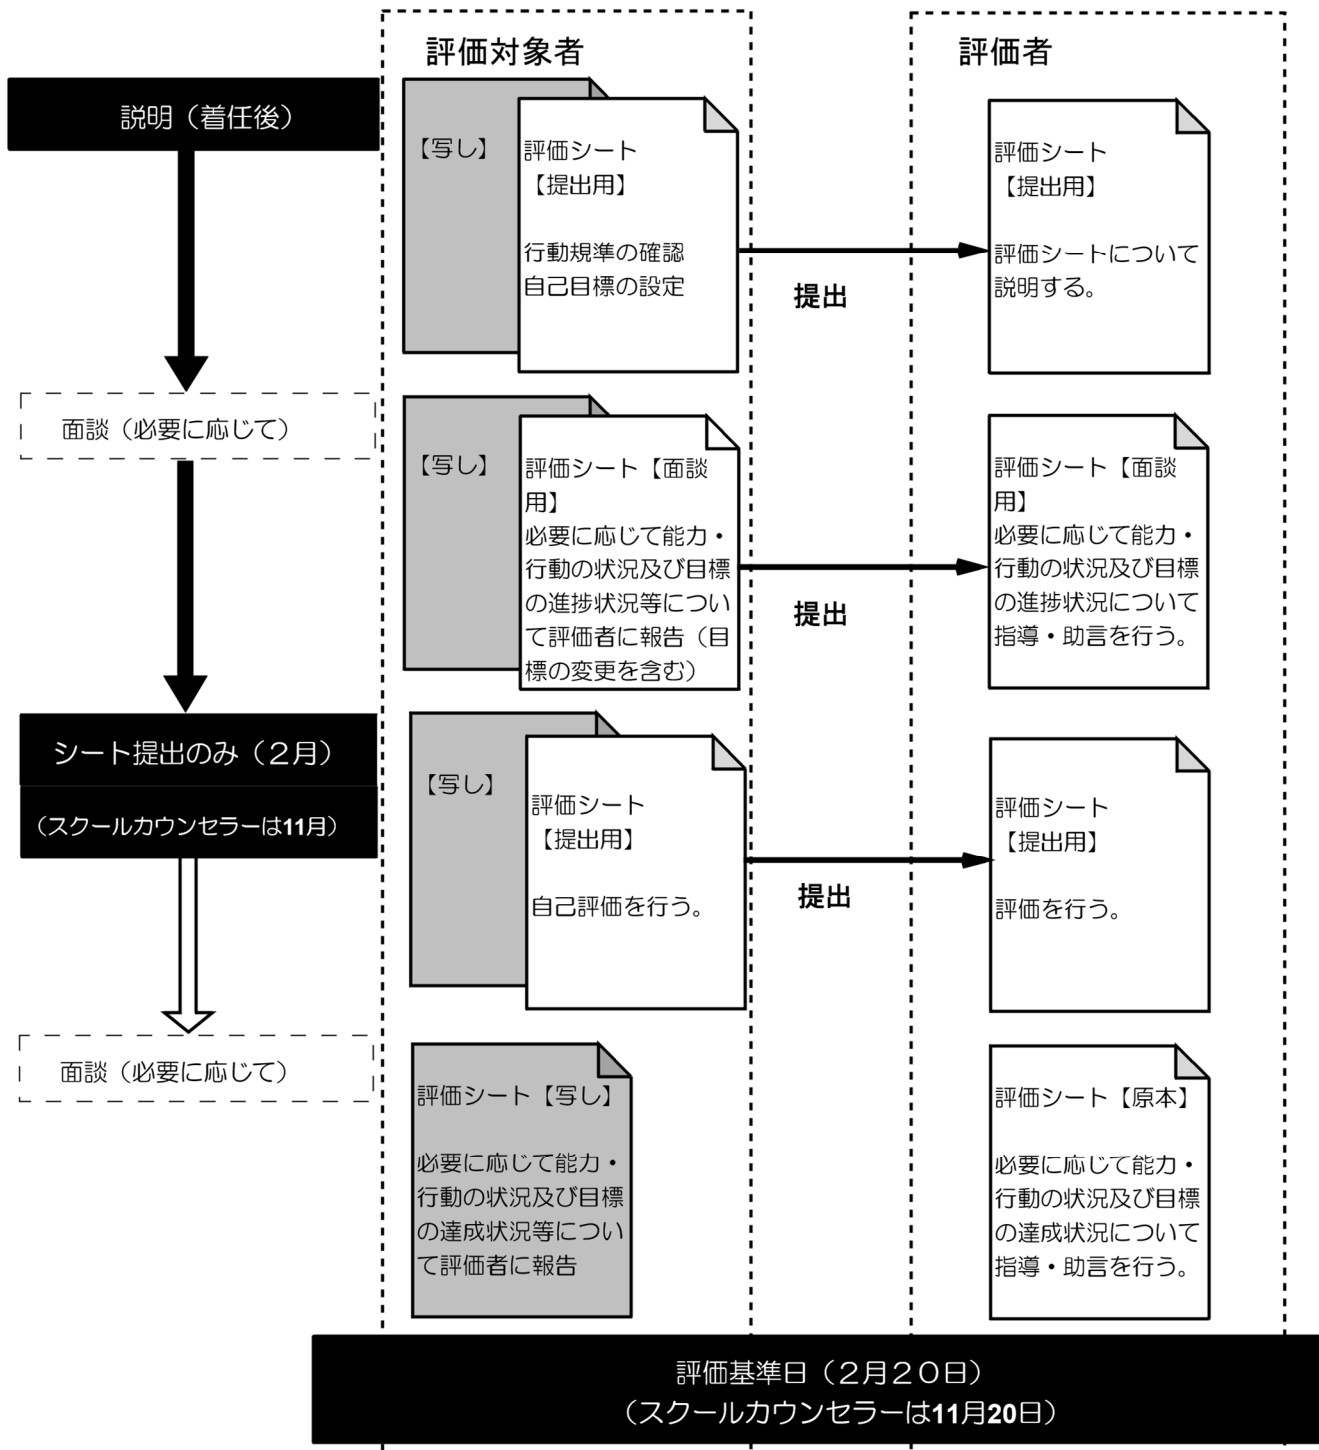 評価対象者
評価者
説明（着任後）
【写し】
評価シート
【提出用】
行動規準の確認
自己目標の設定
提出
評価シート
【提出用】
評価シートについて
説明する。
面談（必要に応じて）
【写し】
評価シート【面談
用】
必要に応じて能力・
行動の状況及び目標
の進捗状況等につい
て評価者に報告（目
標の変更を含む）
提出
評価シート【面談
用】
必要に応じて能力・
行動の状況及び目標
の進捗状況について
指導・助言を行う。
シート提出のみ（２月）
（スクールカウンセラーは11月）
【写し】
評価シート
【提出用】
自己評価を行う。
提出
評価シート
【提出用】
評価を行う。
面談（必要に応じて）
評価シート【写し】
必要に応じて能力・
行動の状況及び目標
の達成状況等につい
て評価者に報告
評価シート【原本】
必要に応じて能力・
行動の状況及び目標
の達成状況について
指導・助言を行う。
評価基準日（２月２０日）
（スクールカウンセラーは11月20日）